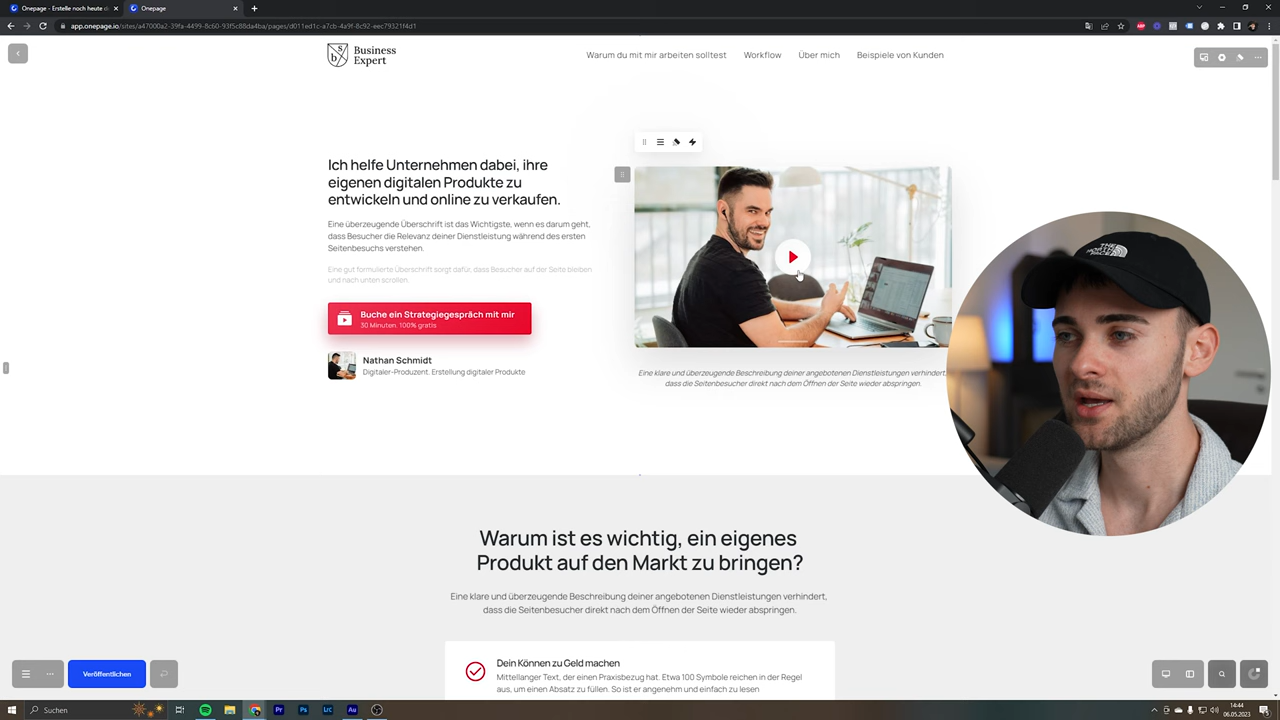 Onepage - Erstelle noch heute d
Onepage
app.onepage.io/sites/a47000a2-39fa-4499-8c60-93f5c88da4ba/pages/d011ed1c-a7cb-4a9f-8c92-eec79321f4d1
Business
Expert
Warum du mit mir arbeiten solltest
Workflow
Über mich
Beispiele von Kunden
Ich helfe Unternehmen dabei, ihre
eigenen digitalen Produkte zu
entwickeln und online zu verkaufen.
Eine überzeugende Überschrift ist das Wichtigste, wenn es darum geht,
dass Besucher die Relevanz deiner Dienstleistung während des ersten
Seitenbesuchs verstehen.
Eine gut formulierte Überschrift sorgt dafür, dass Besucher auf der Seite bleiben
und nach unten scrollen.
Buche ein Strategiegespräch mit mir
30 Minuten. 100% gratis
Nathan Schmidt
Digitaler-Produzent. Erstellung digitaler Produkte
Eine klare und überzeugende Beschreibung deiner angebotenen Dienstleistungen verhindert,
dass die Seitenbesucher direkt nach dem Öffnen der Seite wieder abspringen.
THE
NORTH
FACE
Warum ist es wichtig, ein eigenes
Produkt auf den Markt zu bringen?
Eine klare und überzeugende Beschreibung deiner angebotenen Dienstleistungen verhindert,
dass die Seitenbesucher direkt nach dem Öffnen der Seite wieder abspringen.
Dein Können zu Geld machen
Mittellanger Text, der einen Praxisbezug hat. Etwa 100 Symbole reichen in der Regel
aus, um einen Absatz zu füllen. So ist er angenehm und einfach zu lesen
Veröffentlichen
Suchen
Pr
Ps
LC
Au
14:44
06.05.2023